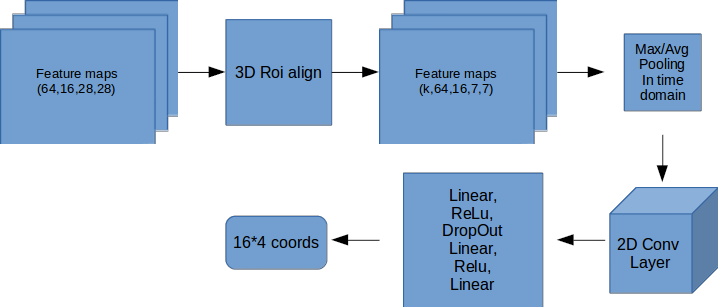 Feature maps
(64,16,28,28)
3D Roi align
Feature maps
(k,64,16,7,7)
Max/Avg
Pooling
In time
domain
2D Conv
Layer
Linear,
ReLu,
DropOut
Linear,
Relu,
Linear
16*4 coords